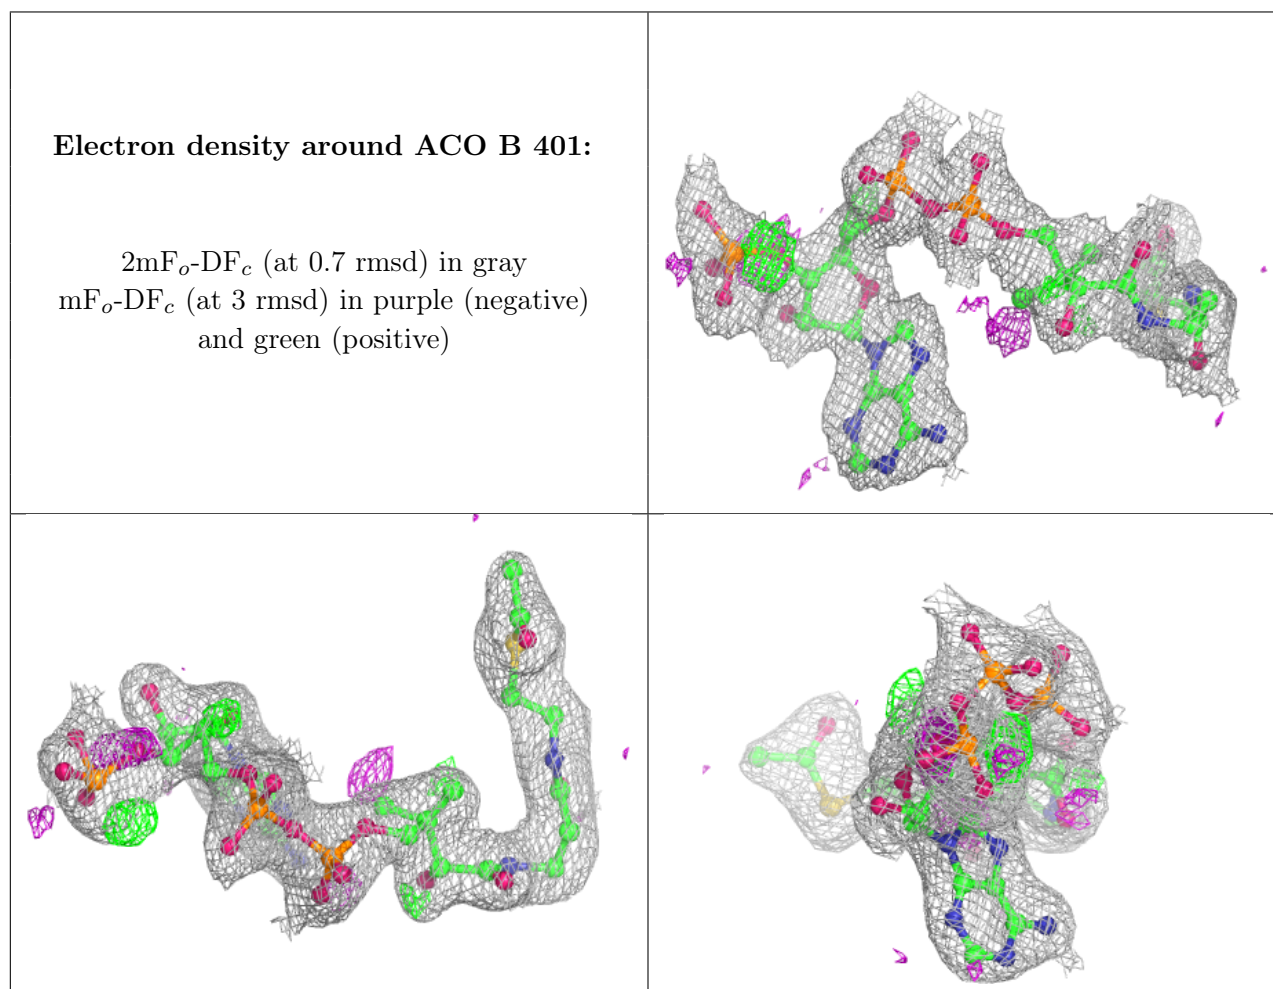 Electron density around ACO B 401:
2mFo-DFc (at 0.7 rmsd) in gray
mFo-DFc (at 3 rmsd) in purple (negative)
and green (positive)